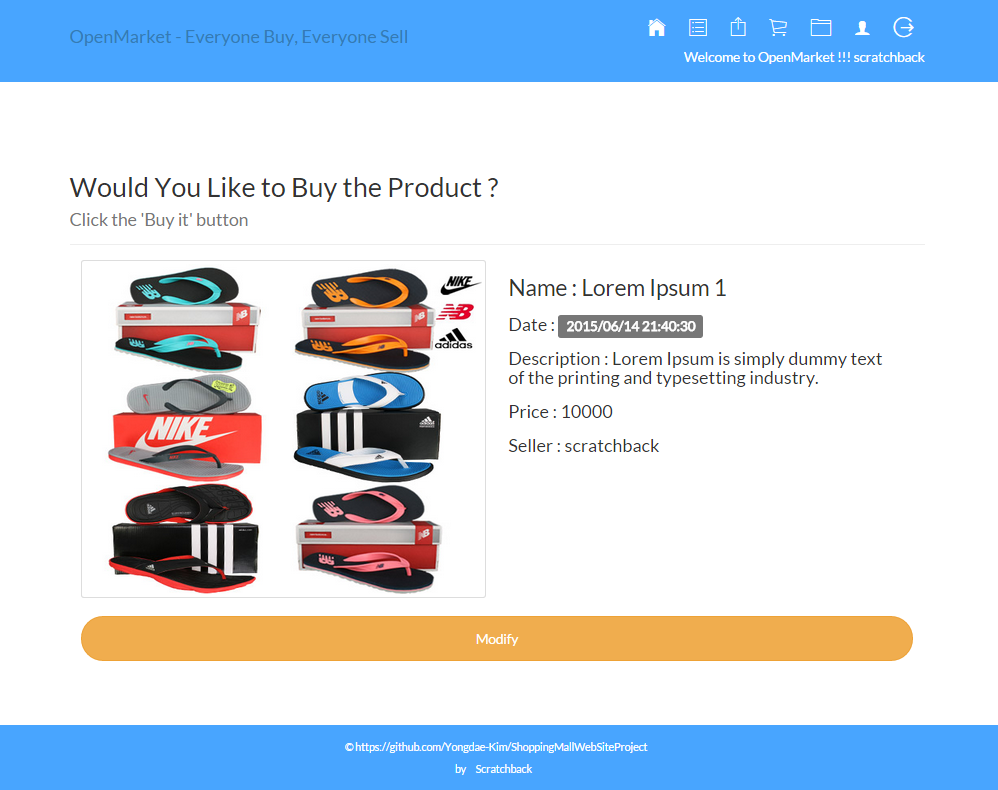 OpenMarket - Everyone Buy, Everyone Sell
Welcome to OpenMarket !!! scratchback
Would You Like to Buy the Product ?
Click the 'Buy it' button
NIKE
adidas
NIKE
Name : Lorem Ipsum 1
Date : 2015/06/14 21:40:30
Description : Lorem Ipsum is simply dummy text
of the printing and typesetting industry.
Price : 10000
Seller : scratchback
Modify
© https://github.com/Yongdae-Kim/ShoppingMallWebSiteProject
by Scratchback